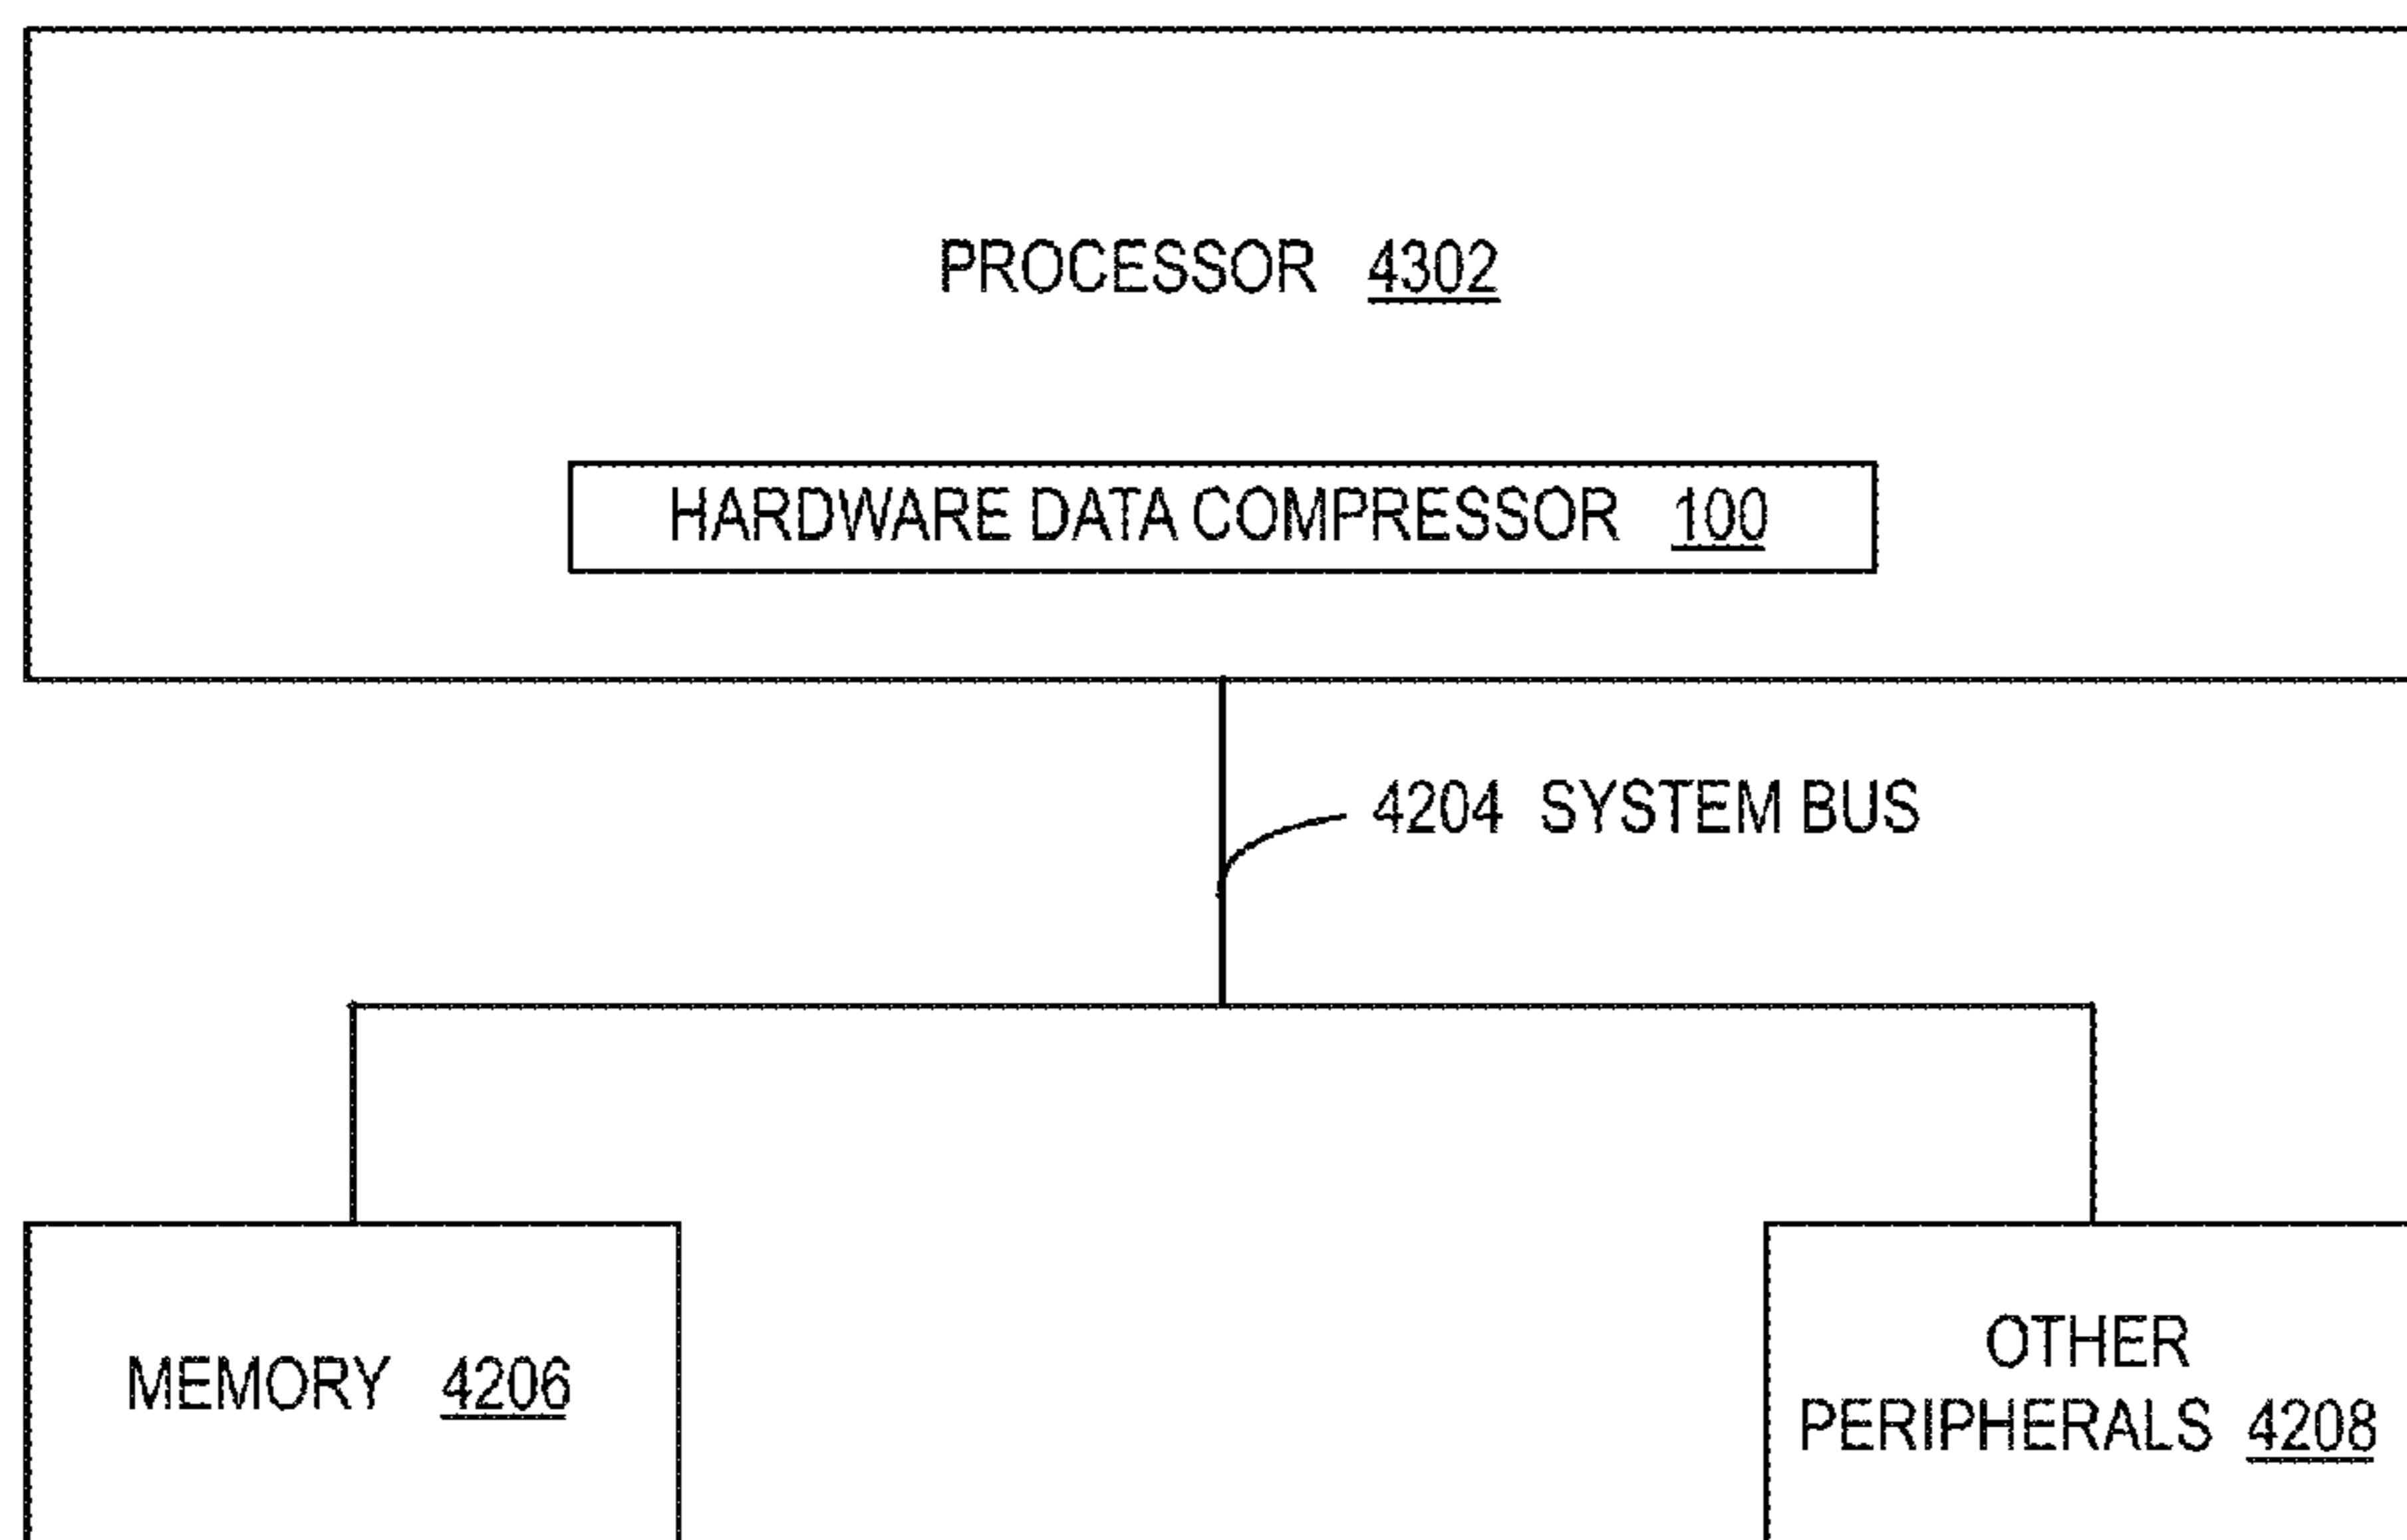 PROCESSOR 4302
HARDWARE DATA COMPRESSOR 100
4204 SYSTEM BUS
MEMORY 4206
OTHER
PERIPHERALS 4208